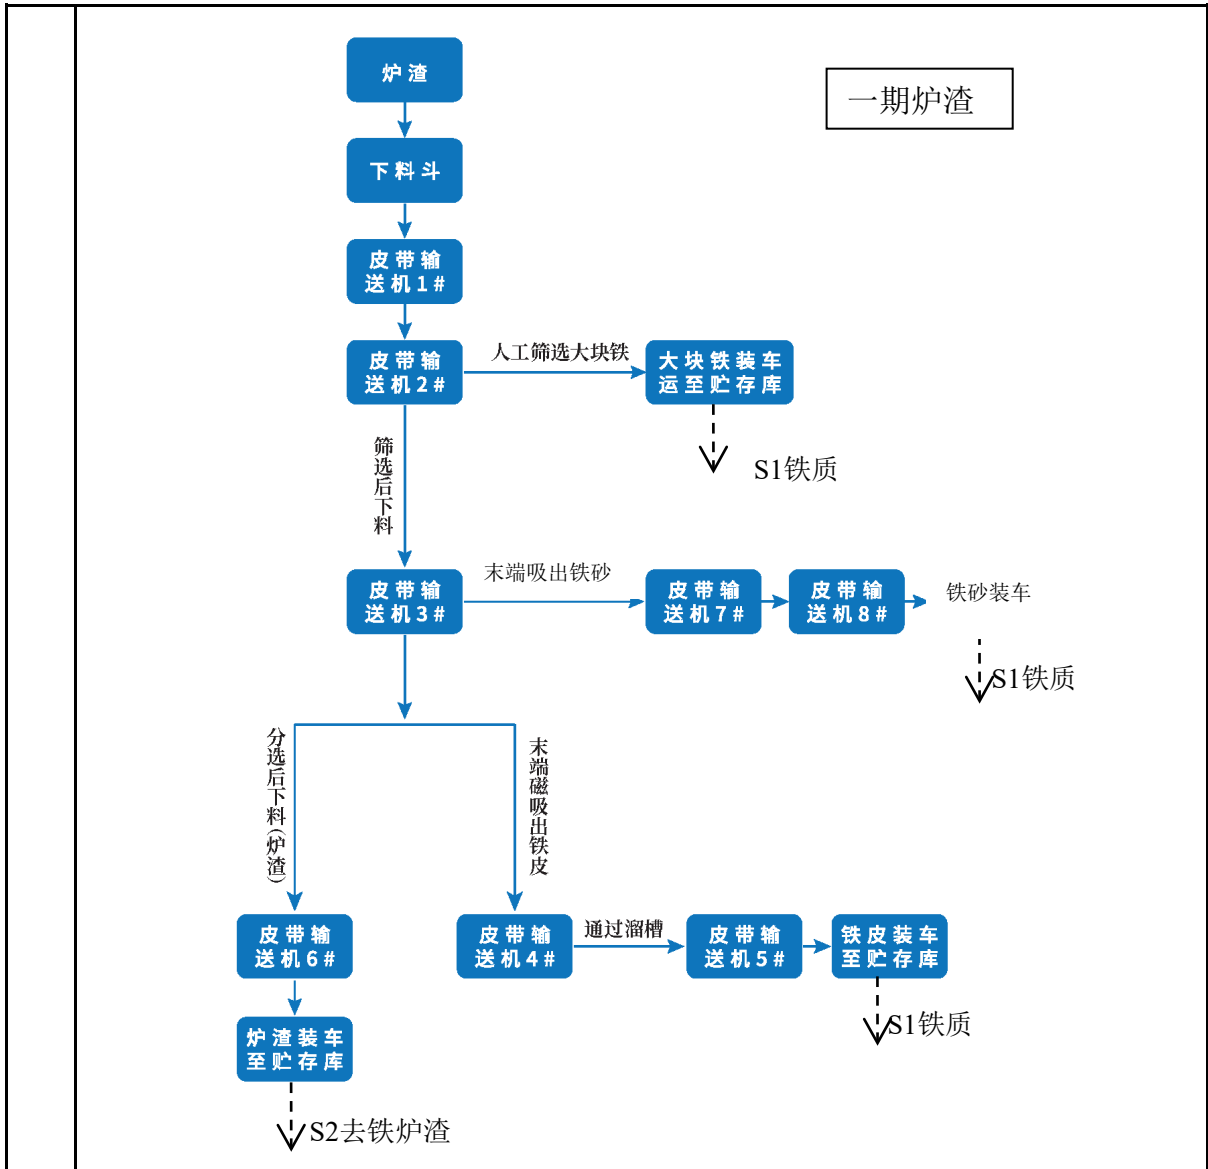 炉渣
一期炉渣
下料斗
皮带输
送机1#
皮带输
送机2#
人工筛选大块铁
大块铁装车
运至贮存库
S1铁质
筛选后下料
皮带输
送机3#
末端吸出铁砂
皮带输
送机7#
皮带输
送机8#
铁砂装车
S1铁质
分选后下料(炉渣)
末端磁吸出铁皮
皮带输
送机6#
皮带输
送机4#
通过溜槽
皮带输
送机5#
铁皮装车
至贮存库
S1铁质
炉渣装车
至贮存库
S2去铁炉渣